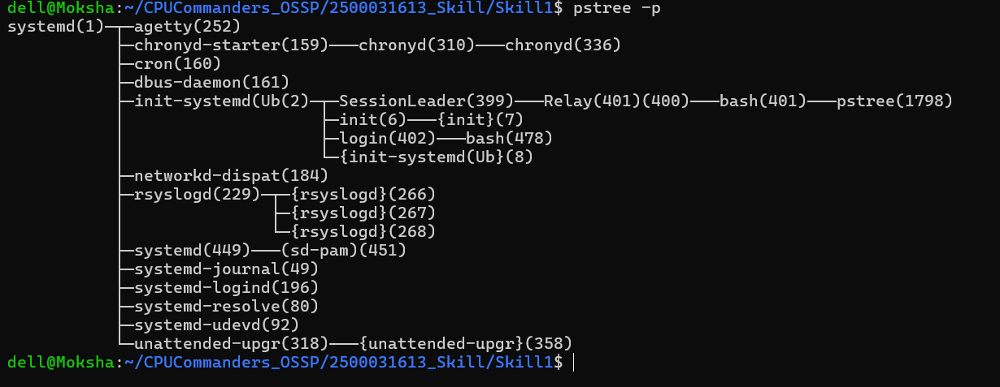 dell@Moksha:~/CPUCommanders_OSSP/2500031613_Skill/Skill1$ pstree -p
systemd(1)─┬─agetty(252)
           ├─chronyd-starter(159)───chronyd(310)───chronyd(336)
           ├─cron(160)
           ├─dbus-daemon(161)
           ├─init-systemd(Ub(2)─┬─SessionLeader(399)───Relay(401)(400)───bash(401)───pstree(1798)
           │                    ├─init(6)───{init}(7)
           │                    ├─login(402)───bash(478)
           │                    └─{init-systemd(Ub}(8)
           ├─networkd-dispat(184)
           ├─rsyslogd(229)─┬─{rsyslogd}(266)
           │               ├─{rsyslogd}(267)
           │               └─{rsyslogd}(268)
           ├─systemd(449)───(sd-pam)(451)
           ├─systemd-journal(49)
           ├─systemd-logind(196)
           ├─systemd-resolve(80)
           ├─systemd-udevd(92)
           └─unattended-upgr(318)───{unattended-upgr}(358)
dell@Moksha:~/CPUCommanders_OSSP/2500031613_Skill/Skill1$